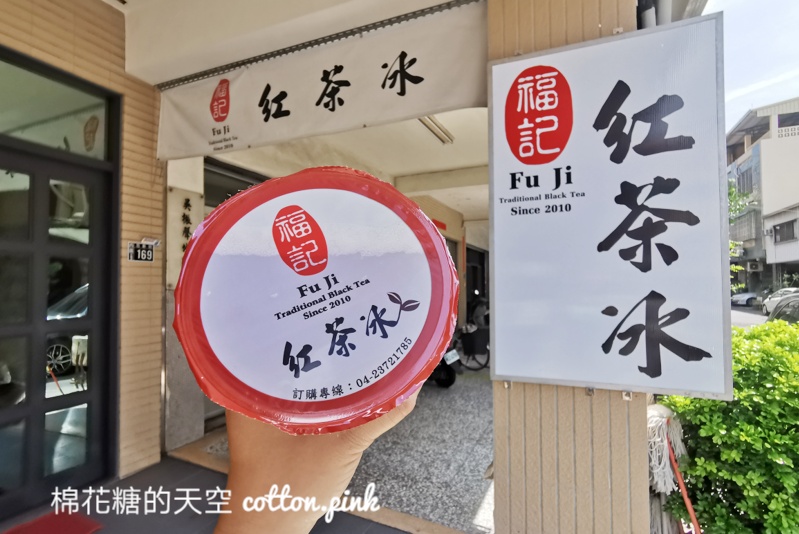 福記
Fu Ji
Traditional Black Tea
Since 2010
紅茶冰
福記
Fu Ji
Traditional Black Tea
Since 2010
紅茶冰
169
福記
Fu Ji
Traditional Black Tea
Since 2010
紅茶冰
訂購專線：04-23721785
棉花糖的天空 cotton.pink